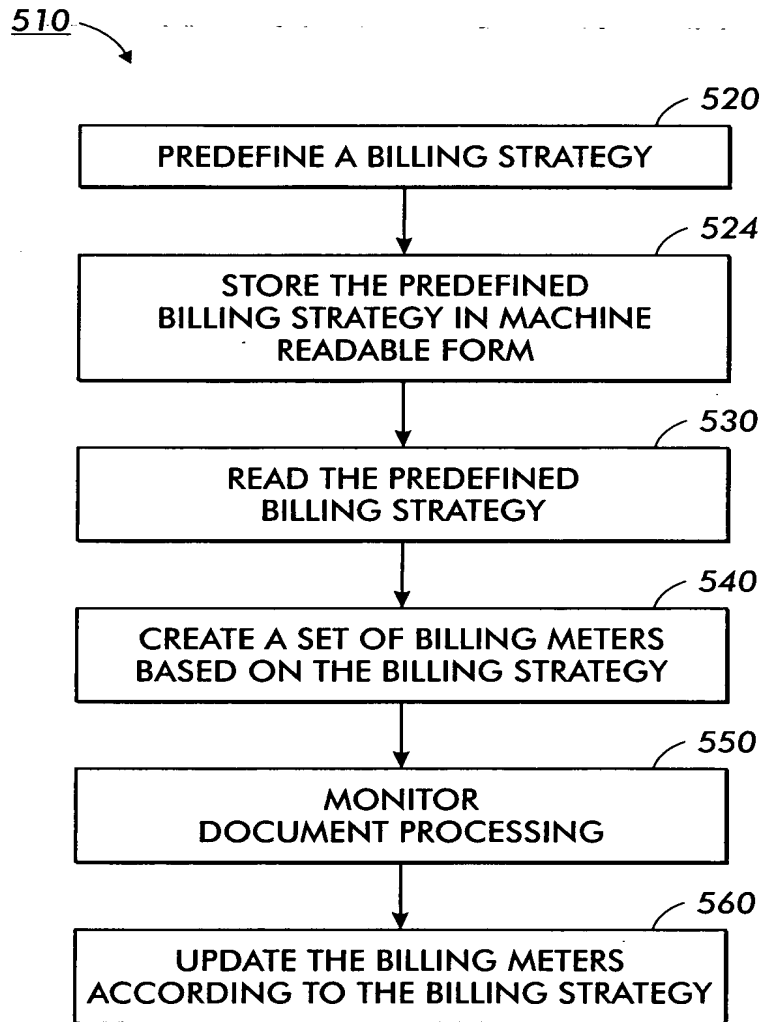 510
520
PREDEFINE A BILLING STRATEGY
524
STORE THE PREDEFINED
BILLING STRATEGY IN MACHINE
READABLE FORM
530
READ THE PREDEFINED
BILLING STRATEGY
540
CREATE A SET OF BILLING METERS
BASED ON THE BILLING STRATEGY
550
MONITOR
DOCUMENT PROCESSING
560
UPDATE THE BILLING METERS
ACCORDING TO THE BILLING STRATEGY